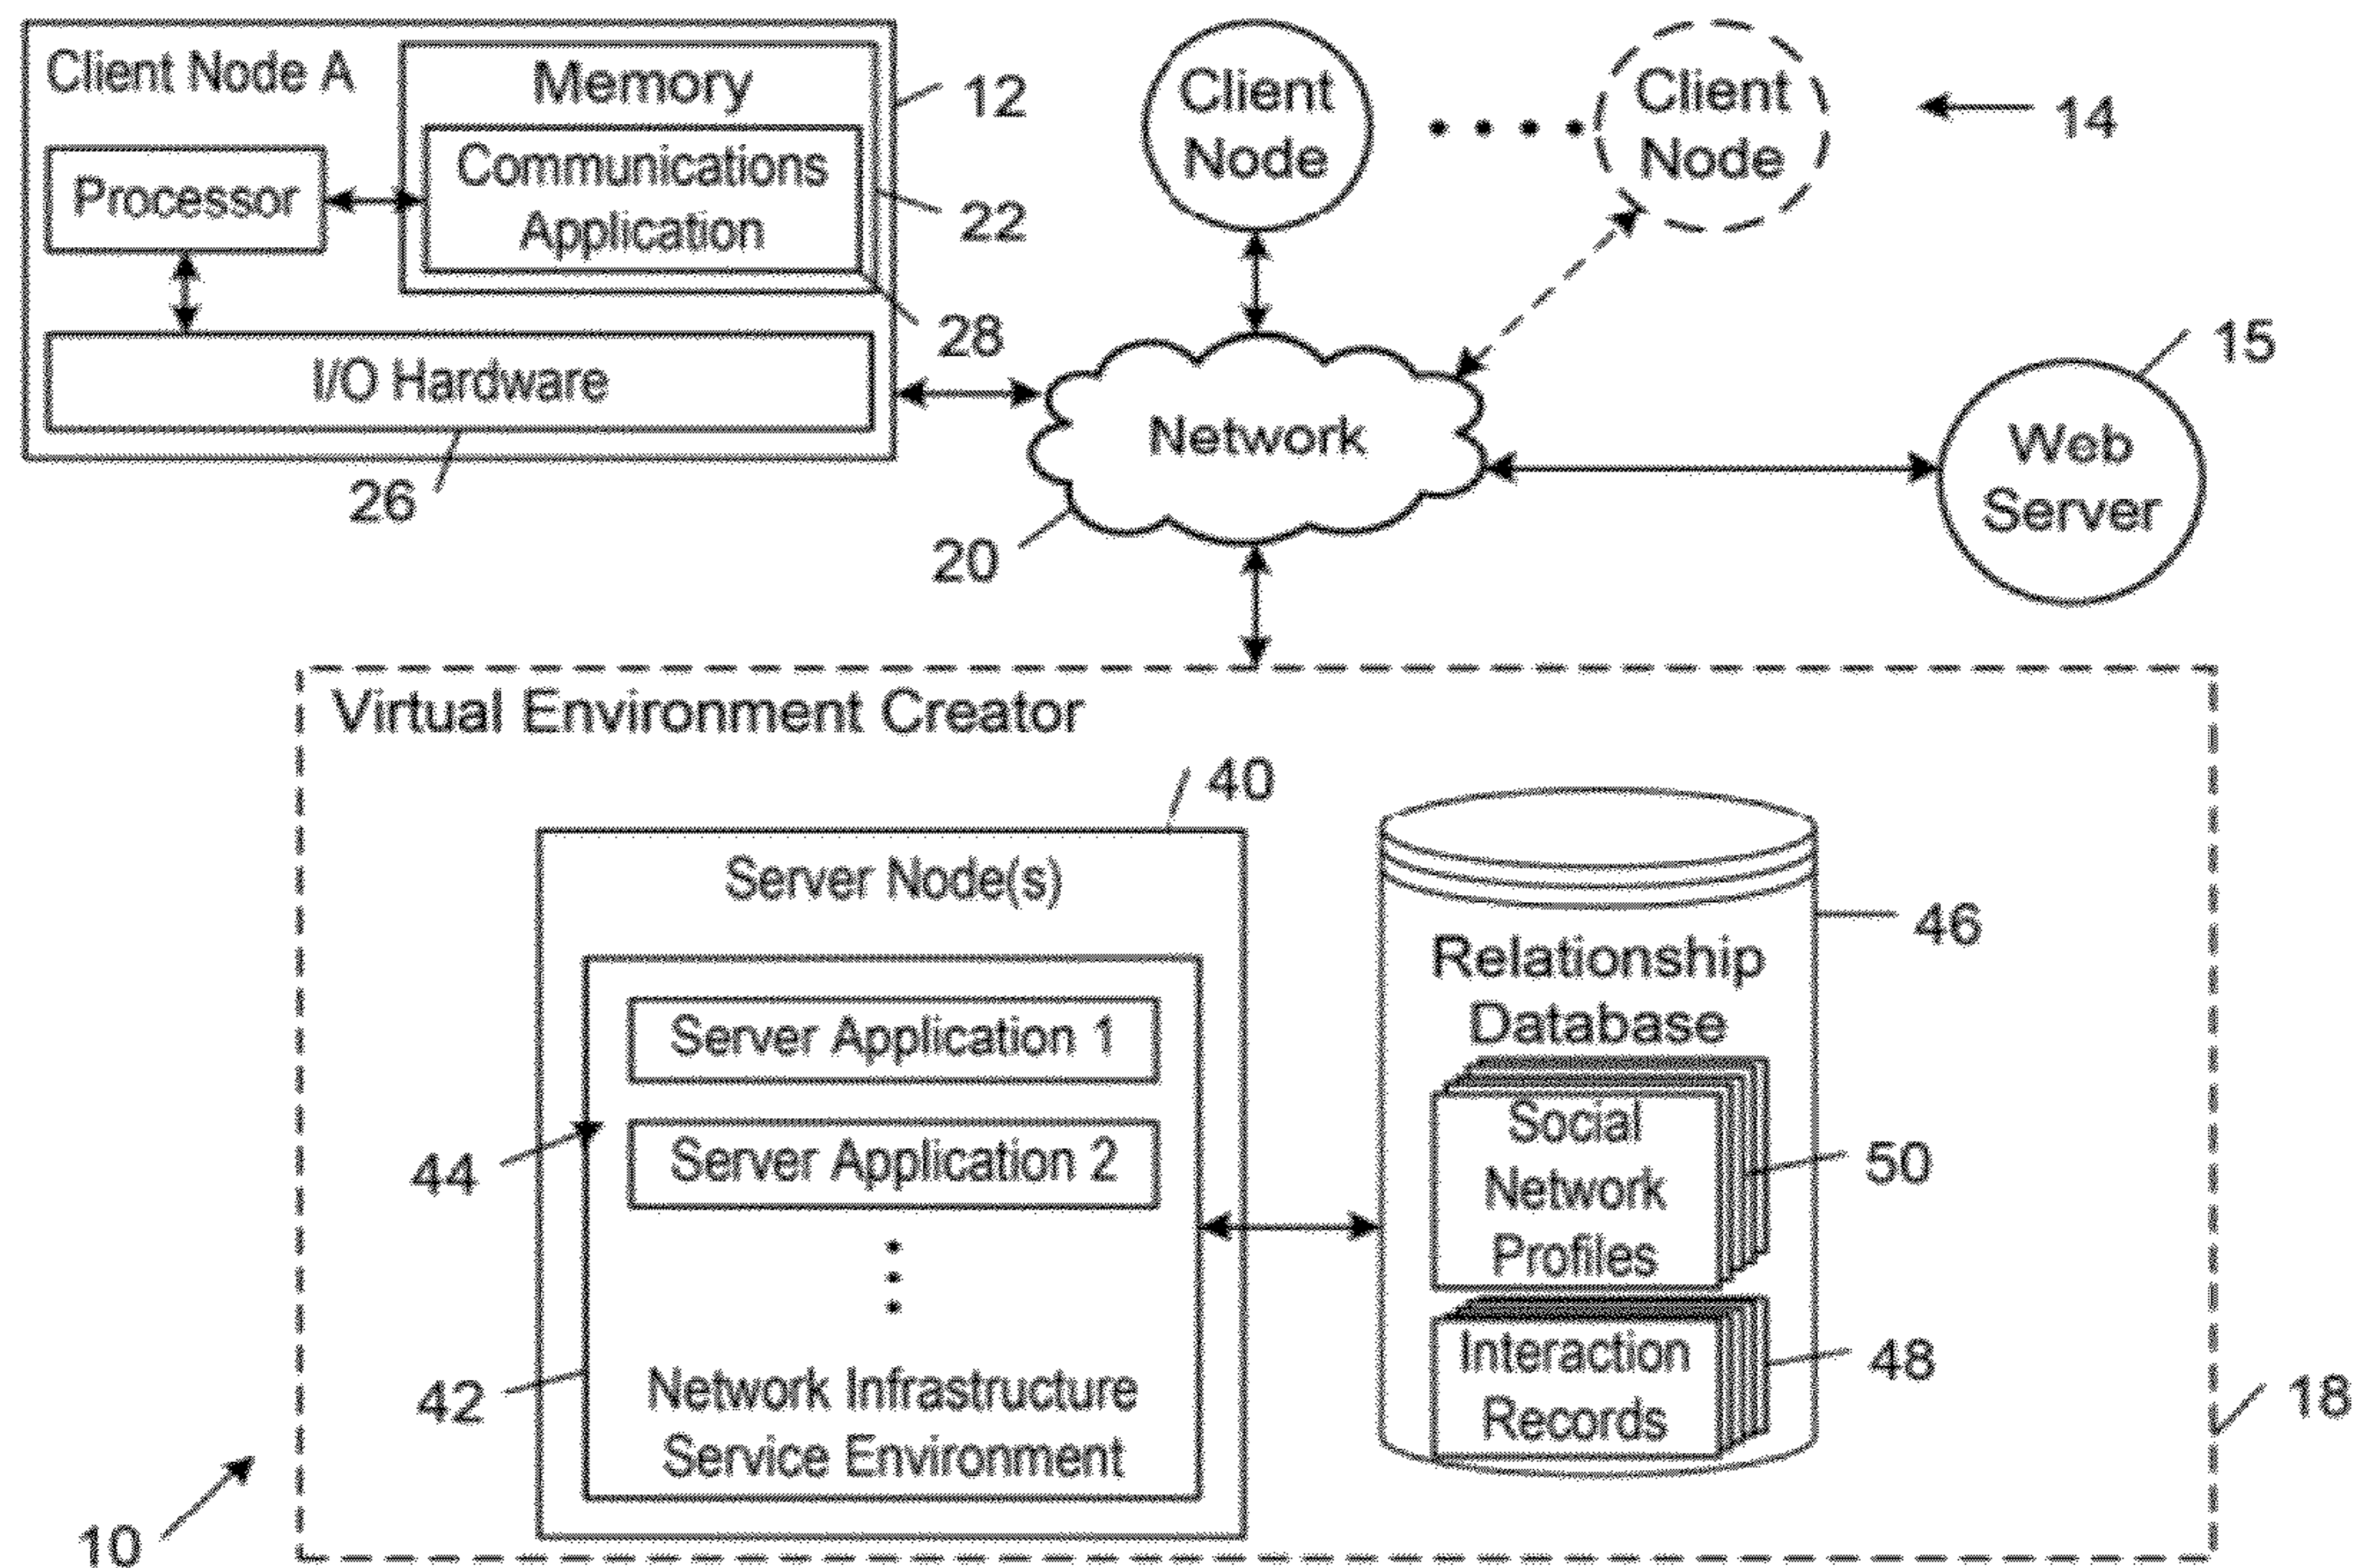 Client Node A
Memory
12
Processor
Communications
Application
22
28
I/O Hardware
26
Client
Node
Client
Node
14
15
Network
20
Web
Server
Virtual Environment Creator
40
Server Node(s)
Server Application 1
44
Server Application 2
42
Network Infrastructure
Service Environment
46
Relationship
Database
Social
Network
Profiles
50
Interaction
Records
48
18
10